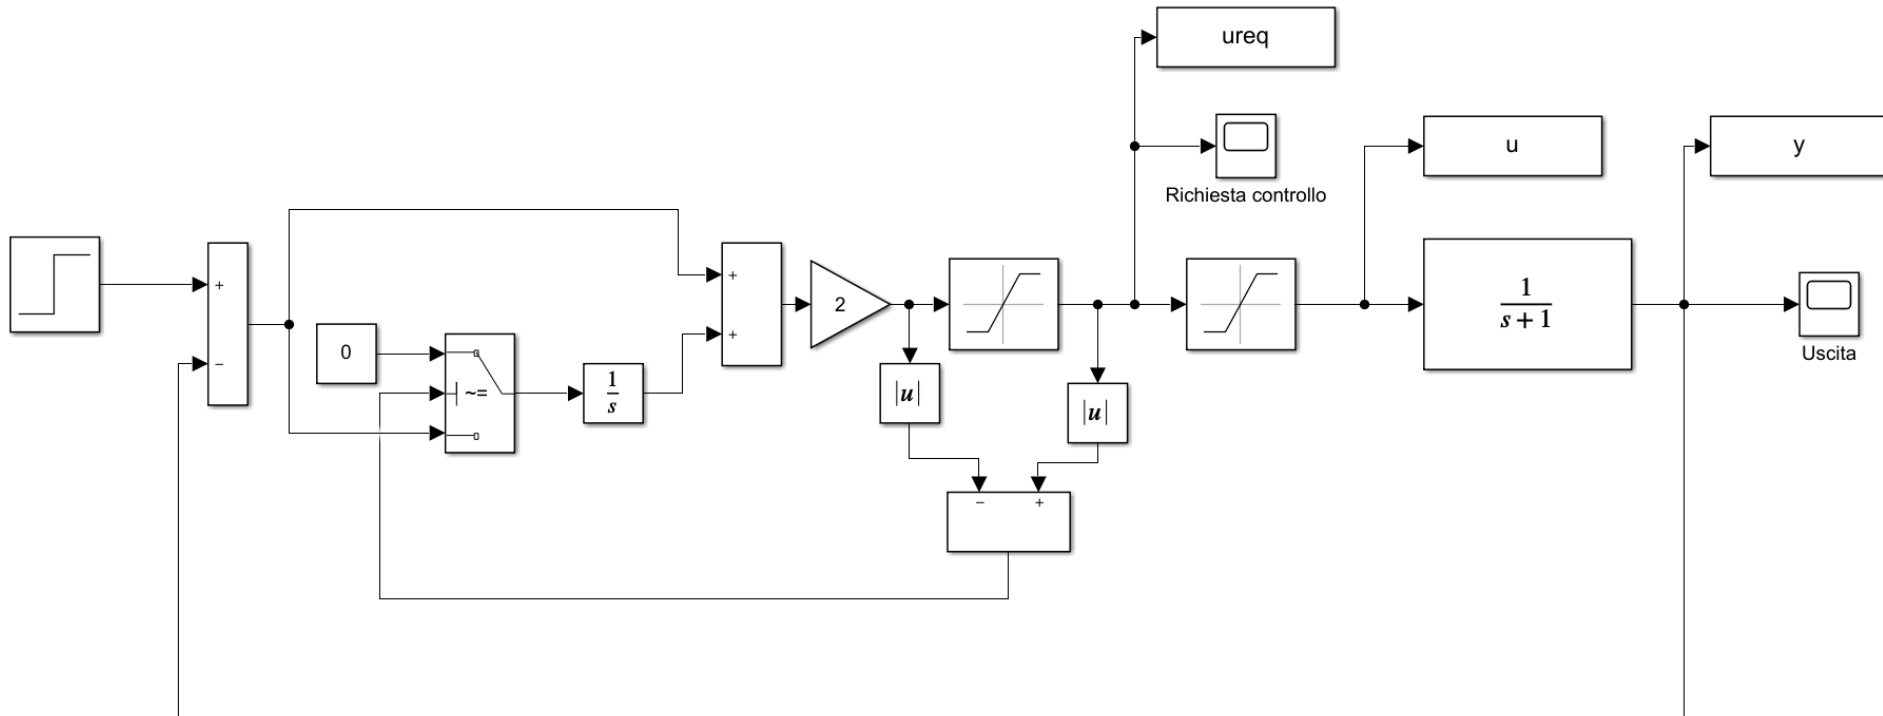 ureq
u
y
Richiesta controllo
+
−
+
+
2
0
~=
1
s
|u|
|u|
1
s + 1
Uscita
−
+